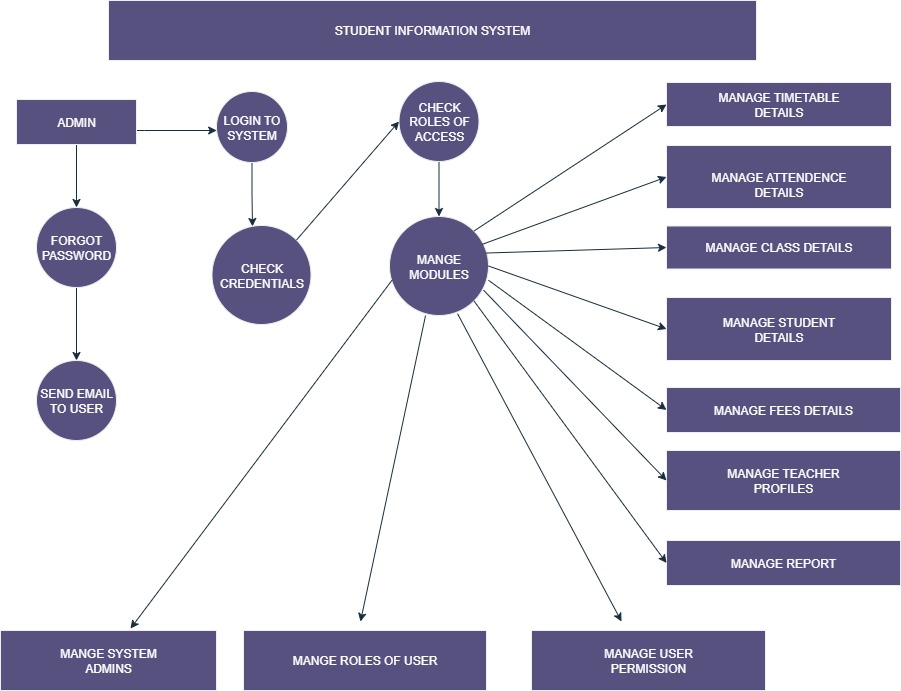 STUDENT INFORMATION SYSTEM
ADMIN
LOGIN TO
SYSTEM
CHECK
ROLES OF
ACCESS
MANAGE TIMETABLE
DETAILS
MANAGE ATTENDENCE
DETAILS
FORGOT
PASSWORD
CHECK
CREDENTIALS
MANGE
MODULES
MANAGE CLASS DETAILS
MANAGE STUDENT
DETAILS
SEND EMAIL
TO USER
MANAGE FEES DETAILS
MANAGE TEACHER
PROFILES
MANAGE REPORT
MANGE SYSTEM
ADMINS
MANGE ROLES OF USER
MANAGE USER
PERMISSION